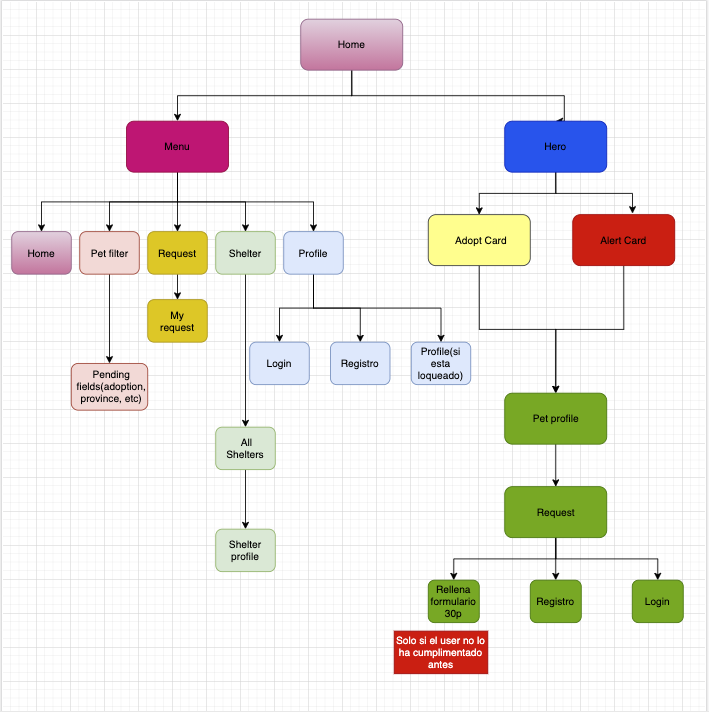 Home
Menu
Hero
Home
Pet filter
Request
Shelter
Profile
Adopt Card
Alert Card
My
request
Login
Registro
Profile(si
esta
loqueado)
Pending
fields(adoption,
province, etc)
Pet profile
All
Shelters
Request
Shelter
profile
Rellena
formulario
30p
Registro
Login
Solo si el user no lo
ha cumplimentado
antes